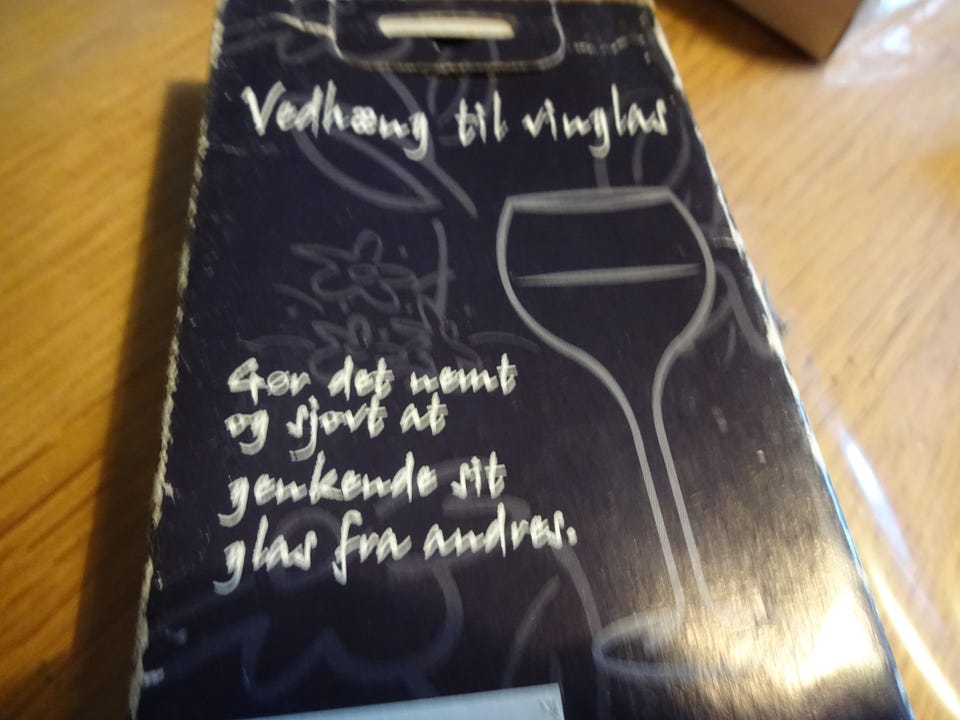 Vedhæng til vinglas
Gør det nemt
og sjovt at
genkende sit
glas fra andres.